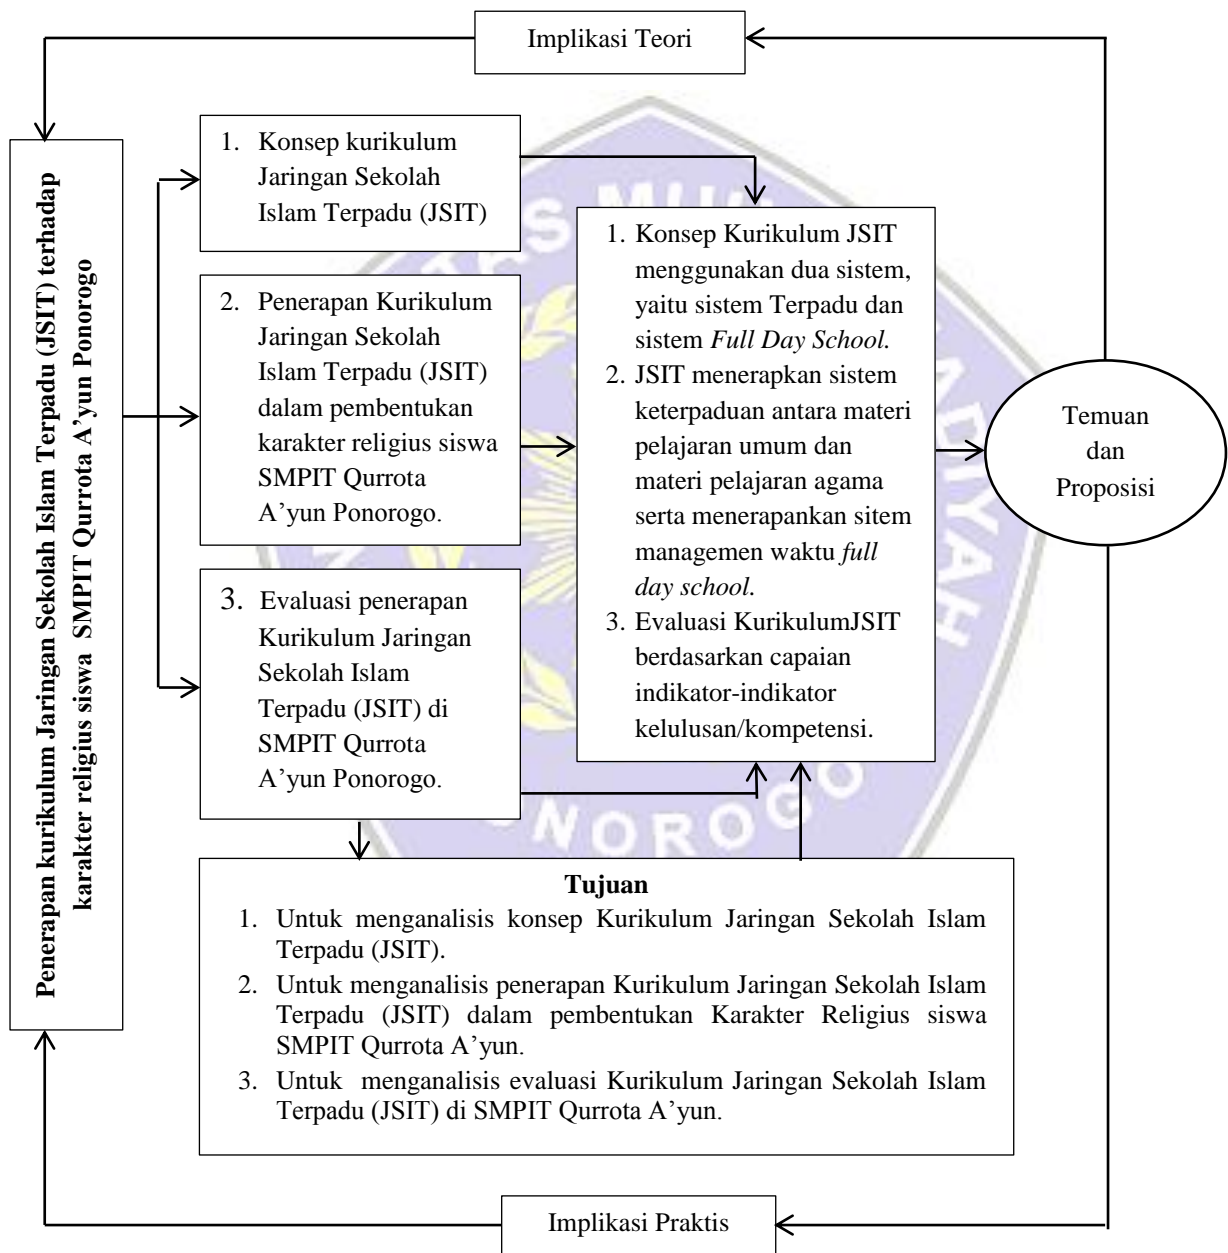 Implikasi Teori
Penerapan kurikulum Jaringan Sekolah Islam Terpadu (JSIT) terhadap
karakter religius siswa SMPIT Qurrota A’yun Ponorogo
1. Konsep kurikulum
Jaringan Sekolah
Islam Terpadu (JSIT)
2. Penerapan Kurikulum
Jaringan Sekolah
Islam Terpadu (JSIT)
dalam pembentukan
karakter religius siswa
SMPIT Qurrota
A’yun Ponorogo.
3. Evaluasi penerapan
Kurikulum Jaringan
Sekolah Islam
Terpadu (JSIT) di
SMPIT Qurrota
A’yun Ponorogo.
1. Konsep Kurikulum JSIT
menggunakan dua sistem,
yaitu sistem Terpadu dan
sistem Full Day School.
2. JSIT menerapkan sistem
keterpaduan antara materi
pelajaran umum dan
materi pelajaran agama
serta menerapankan sitem
managemen waktu full
day school.
3. Evaluasi KurikulumJSIT
berdasarkan capaian
indikator-indikator
kelulusan/kompetensi.
Temuan
dan
Proposisi
Tujuan
1. Untuk menganalisis konsep Kurikulum Jaringan Sekolah Islam
Terpadu (JSIT).
2. Untuk menganalisis penerapan Kurikulum Jaringan Sekolah Islam
Terpadu (JSIT) dalam pembentukan Karakter Religius siswa
SMPIT Qurrota A’yun.
3. Untuk menganalisis evaluasi Kurikulum Jaringan Sekolah Islam
Terpadu (JSIT) di SMPIT Qurrota A’yun.
Implikasi Praktis